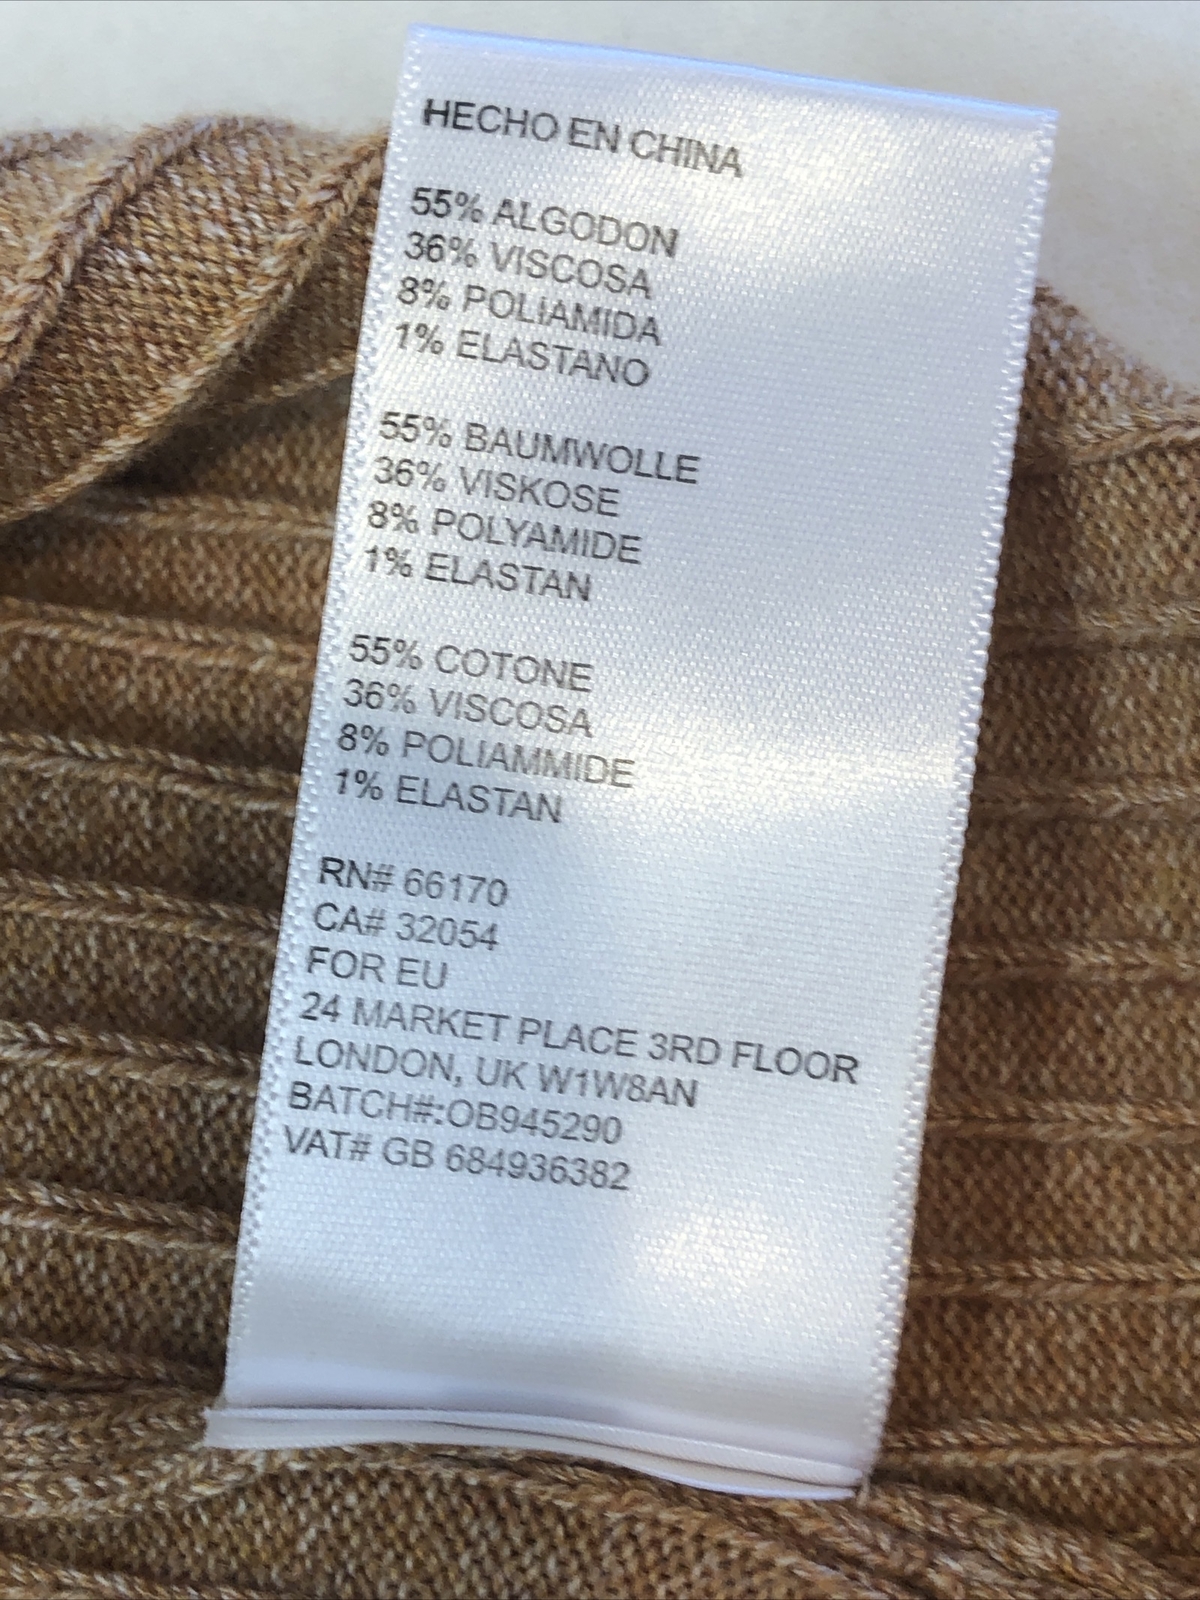 HECHO EN CHINA
55% ALGODON
36% VISCOSA
8% POLIAMIDA
1% ELASTANO
55% BAUMWOLLE
36% VISKOSE
8% POLYAMIDE
1% ELASTAN
55% COTONE
36% VISCOSA
8% POLIAMMIDE
1% ELASTAN
RN# 66170
CA# 32054
FOR EU
24 MARKET PLACE 3RD FLOOR
LONDON, UK W1W8AN
BATCH#:OB945290
VAT# GB 684936382